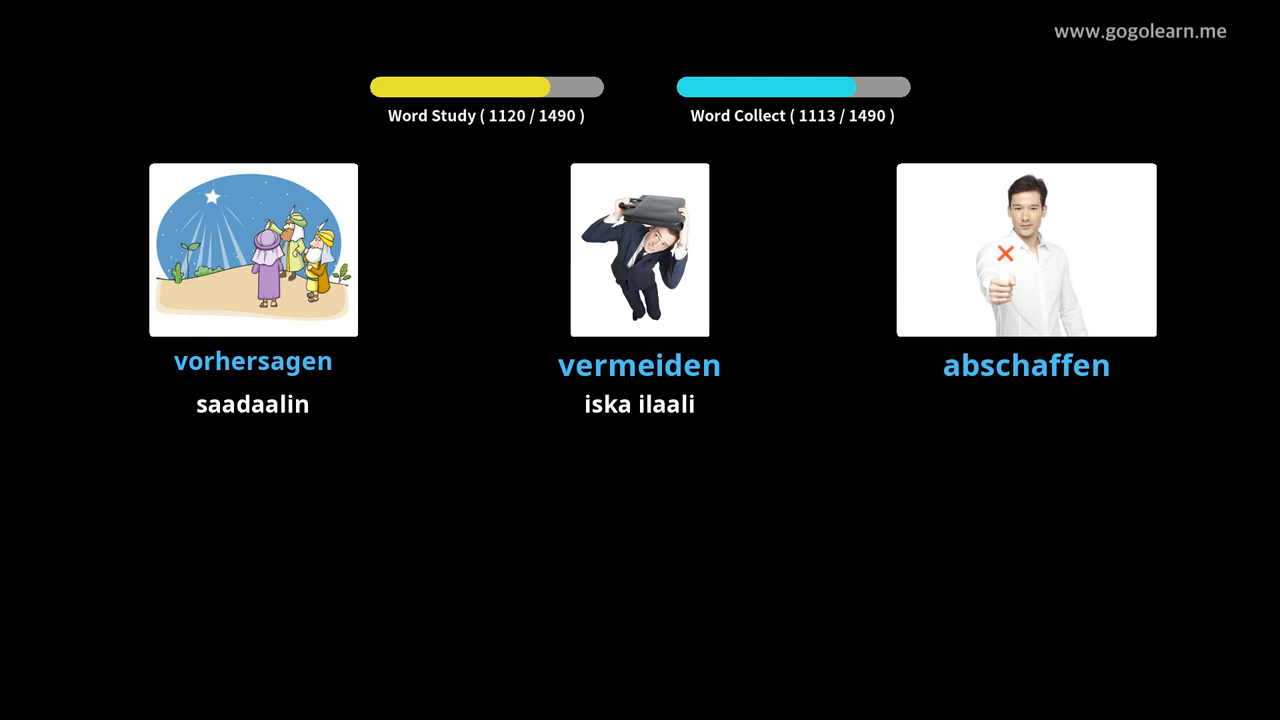 www.gogolearn.me
Word Study ( 1120 / 1490 )
Word Collect ( 1113 / 1490 )
vorhersagen
vermeiden
abschaffen
saadaalin
iska ilaali